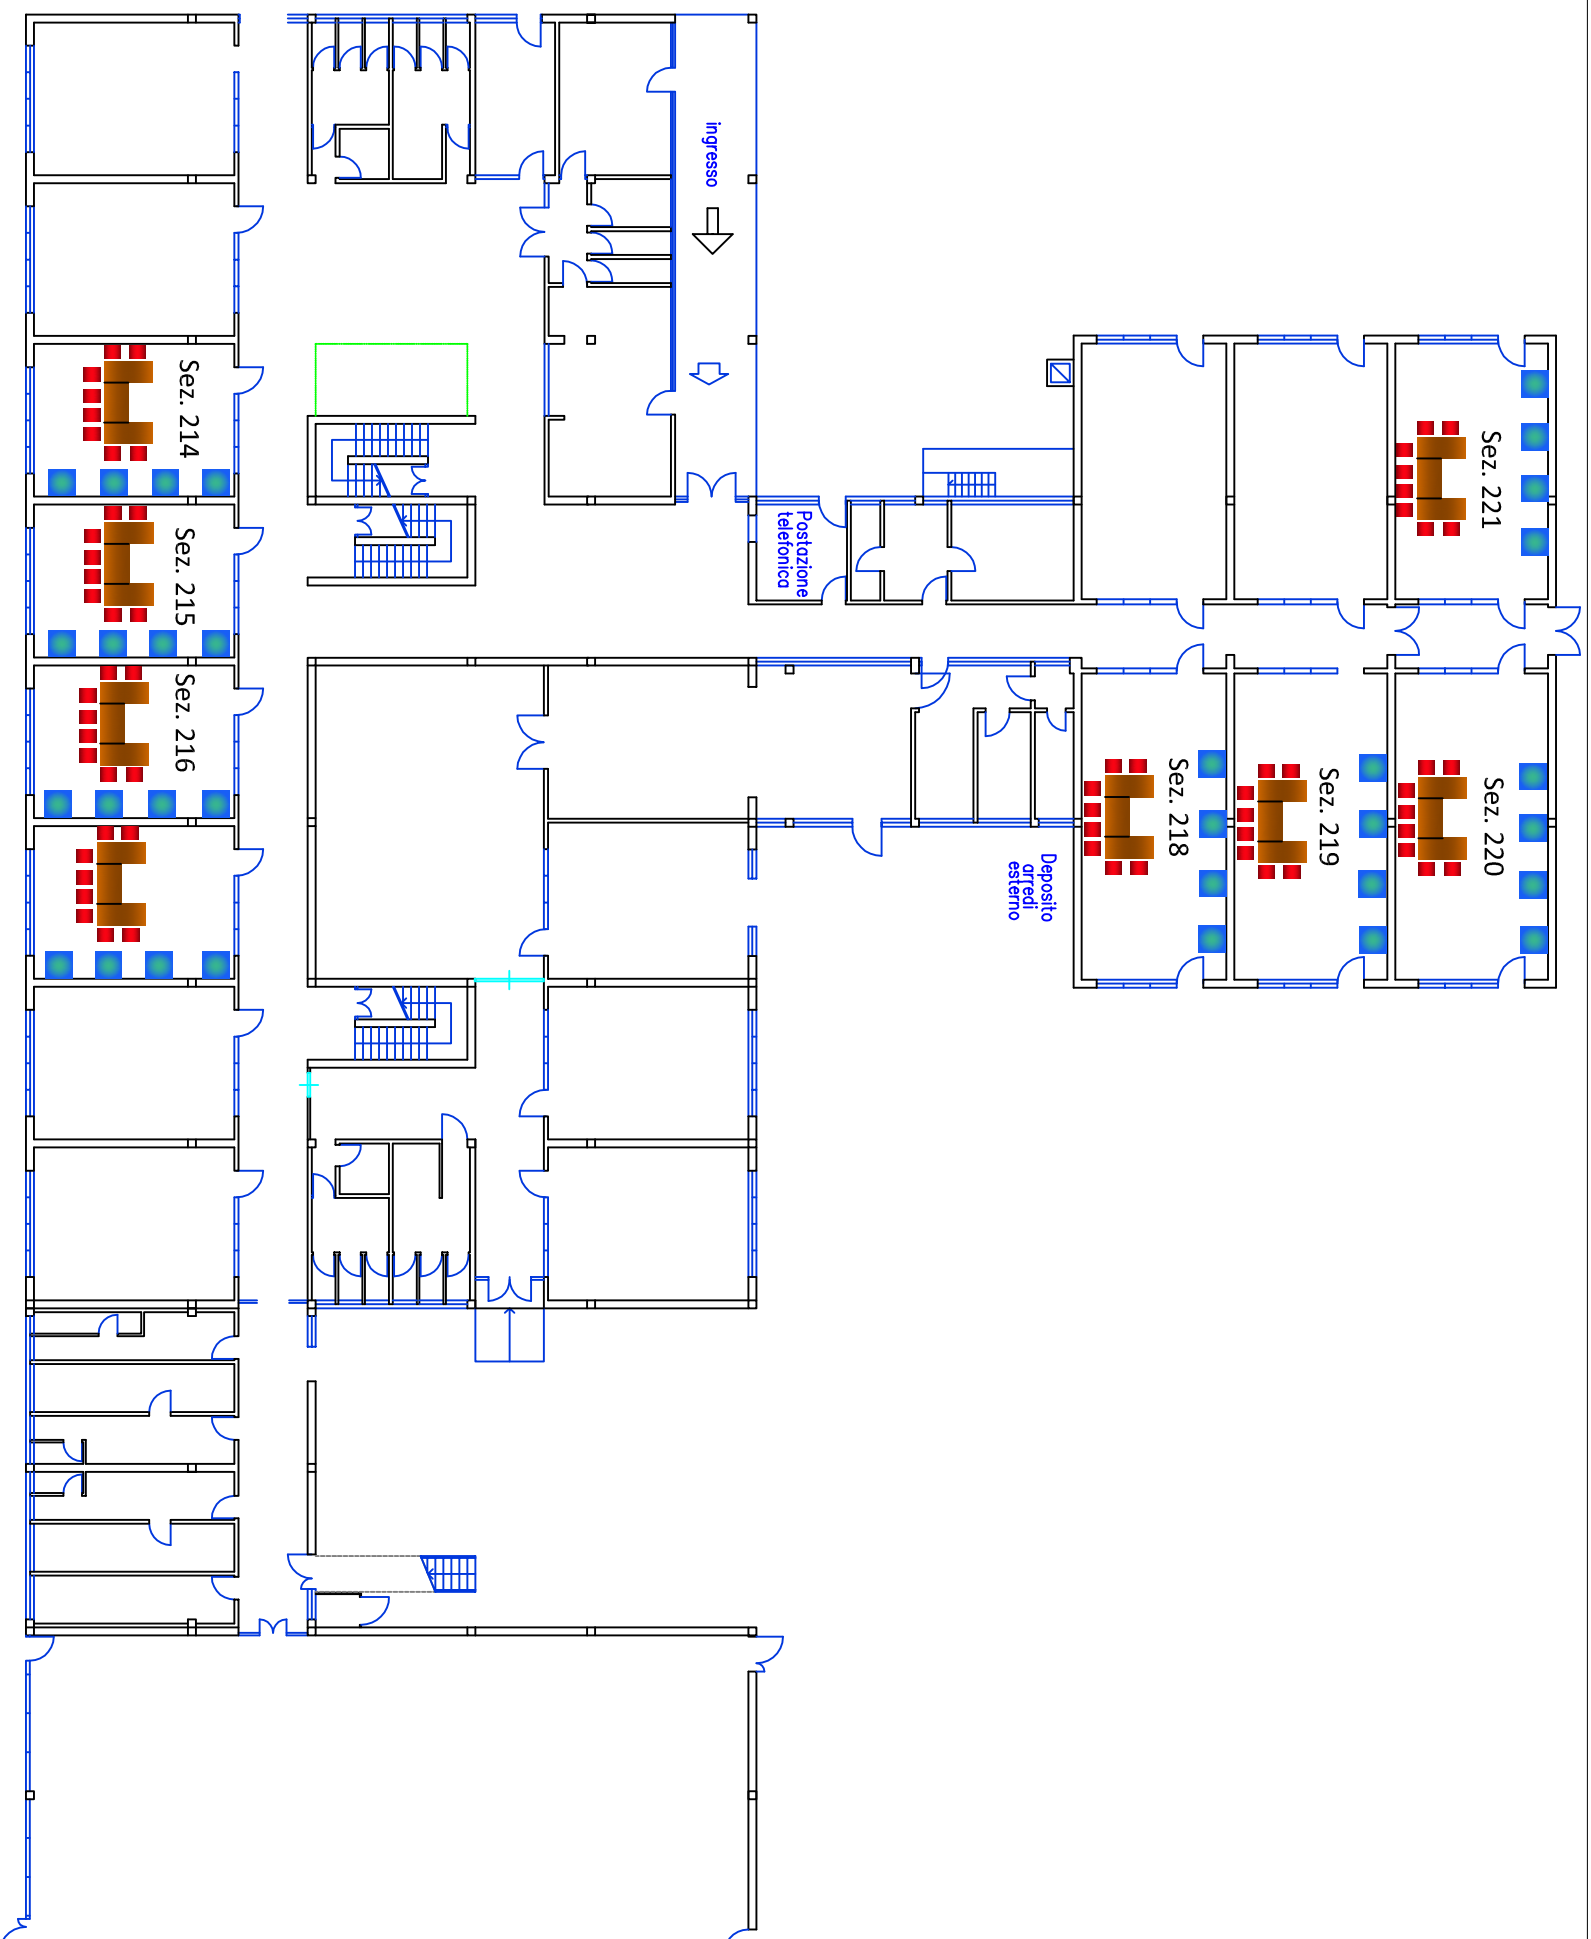 ingresso
Sez. 214
Sez. 215
Sez. 216
Postazione
telefonica
Sez. 221
Sez. 218
Sez. 219
Sez. 220
Deposito
arredi
esterno